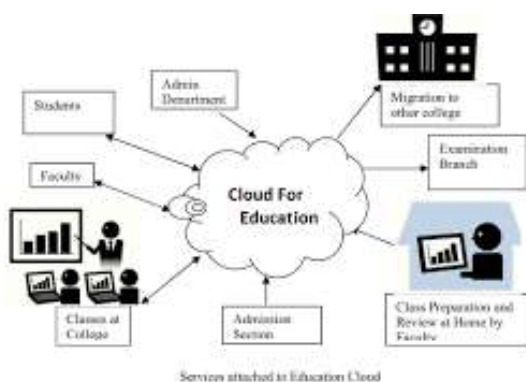 Admin
Department
Students
Migration to
other college
Examination
Branch
Faculty
Cloud For
Education
Classes at
College
Admission
Section
Class Preparation and
Review at Home by
Faculty
Services attached to Education Cloud